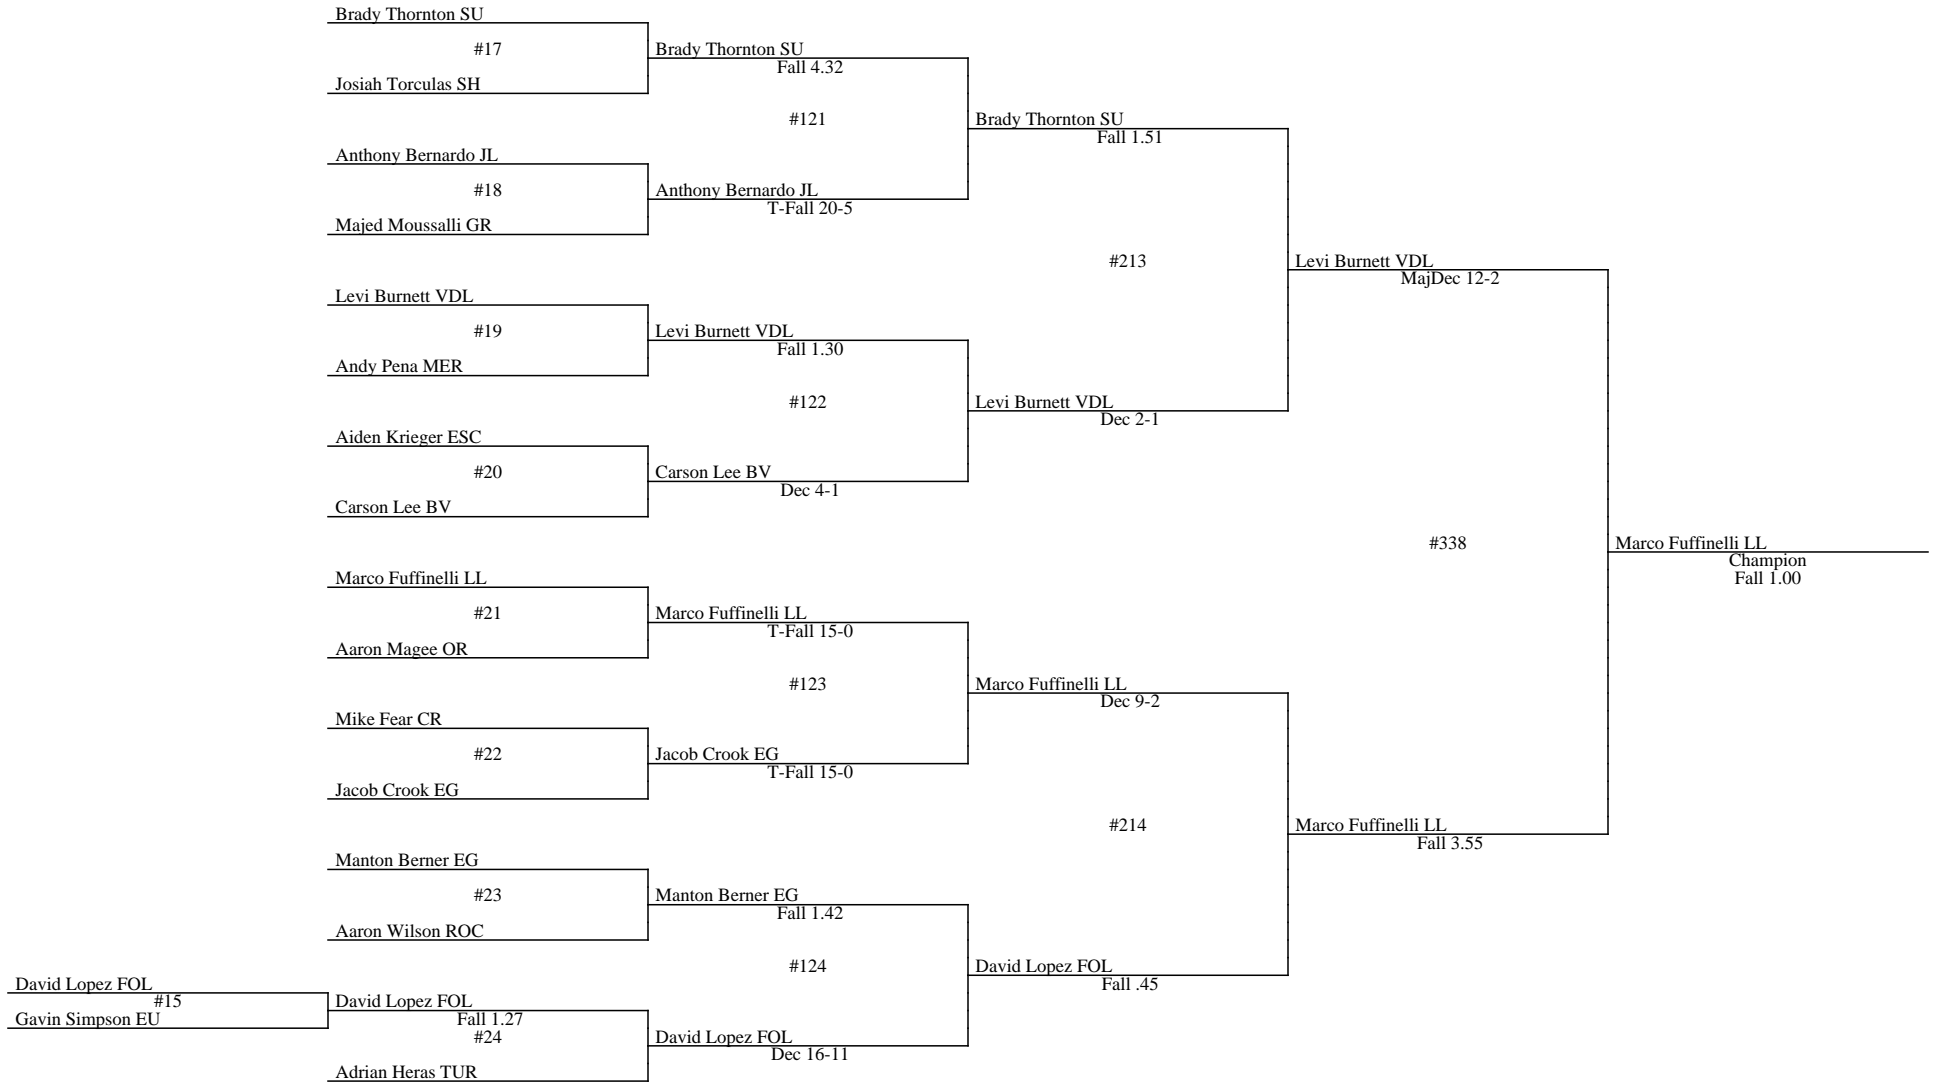 Brady Thornton SU
#17
Brady Thornton SU
Fall 4.32
Josiah Torculas SH
#121
Brady Thornton SU
Fall 1.51
Anthony Bernardo JL
#18
Anthony Bernardo JL
T-Fall 20-5
Majed Moussalli GR
#213
Levi Burnett VDL
MajDec 12-2
Levi Burnett VDL
#19
Levi Burnett VDL
Fall 1.30
Andy Pena MER
#122
Levi Burnett VDL
Dec 2-1
Aiden Krieger ESC
#20
Carson Lee BV
Dec 4-1
Carson Lee BV
#338
Marco Fuffinelli LL
Champion
Fall 1.00
Marco Fuffinelli LL
#21
Marco Fuffinelli LL
T-Fall 15-0
Aaron Magee OR
#123
Marco Fuffinelli LL
Dec 9-2
Mike Fear CR
#22
Jacob Crook EG
T-Fall 15-0
Jacob Crook EG
#214
Marco Fuffinelli LL
Fall 3.55
Manton Berner EG
#23
Manton Berner EG
Fall 1.42
Aaron Wilson ROC
#124
David Lopez FOL
Fall .45
David Lopez FOL
#15
Gavin Simpson EU
David Lopez FOL
Fall 1.27
#24
David Lopez FOL
Dec 16-11
Adrian Heras TUR